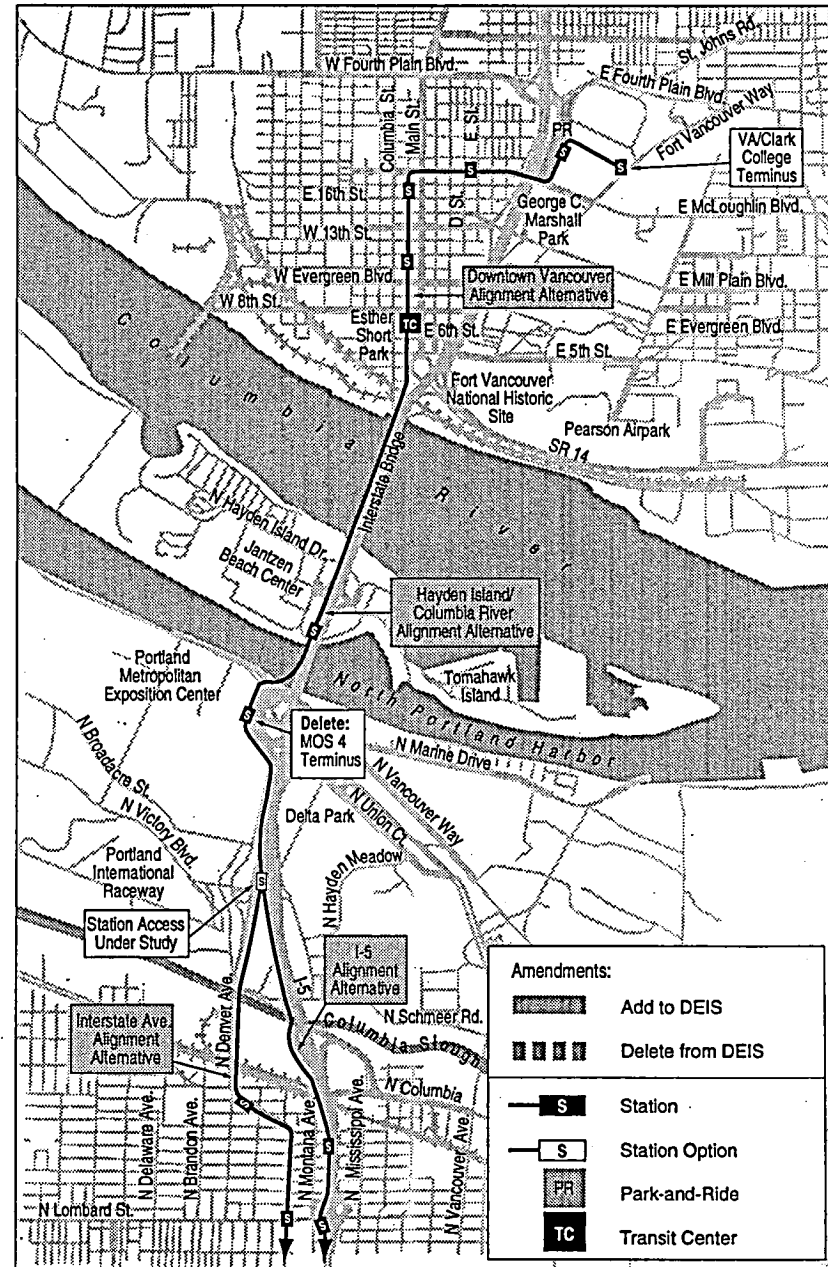 St. Johns Rd.
W Fourth Plain Blvd.
E Fourth Plain Blvd.
Fort Vancouver Way
Columbia St.
Main St.
E St.
PR
S
S
VA/Clark
College
Terminus
S
S
E 16th St.
D St.
George C.
Marshall
Park
E McLoughlin Blvd.
W 13th St.
S
W Evergreen Blvd.
Downtown Vancouver
Alignment Alternative
E Mill Plain Blvd.
W 8th St.
Esther
Short
Park
TC
E 6th St.
E Evergreen Blvd.
E 5th St.
Fort Vancouver
National Historic
Site
Pearson Airpark
SR 14
Columbia River
Interstate Bridge
N Hayden Island Dr.
Jantzen
Beach Center
Hayden Island/
Columbia River
Alignment Alternative
S
Portland
Metropolitan
Exposition Center
Tomahawk
Island
North Portland Harbor
S
Delete:
MOS 4
Terminus
N Marine Drive
N Broadacre St.
N Victory Blvd.
N Vancouver Way
N Union Ct.
Delta Park
Portland
International
Raceway
N Hayden Meadow
S
Station Access
Under Study
I-5
Alignment
Alternative
I-5
N Denver Ave.
Interstate Ave.
Alignment
Alternative
N Schmeer Rd.
Columbia Slough
N Columbia
S
S
N Delaware Ave.
N Brandon Ave.
N Montana Ave.
N Mississippi Ave.
N Vancouver Ave.
N Lombard St.
S
S
Amendments:
Add to DEIS
Delete from DEIS
S Station
S Station Option
PR Park-and-Ride
TC Transit Center